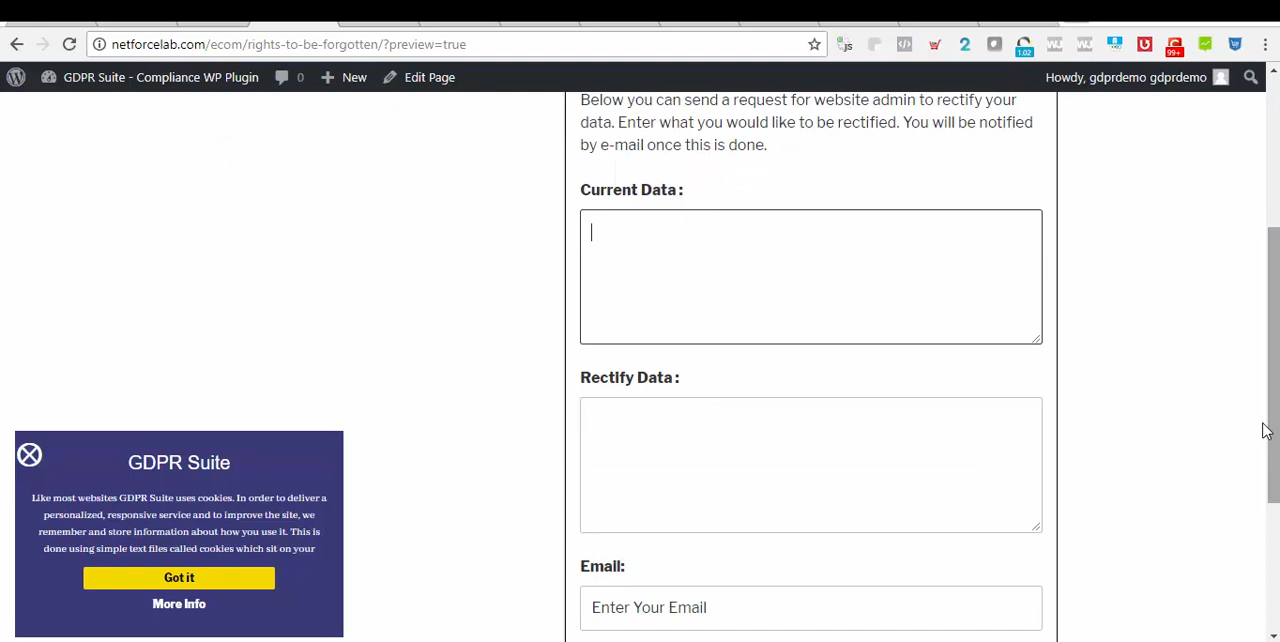 netforcelab.com/ecom/rights-to-be-forgotten/?preview=true
JS
2
1.02
99+
GDPR Suite - Compliance WP Plugin
0
New
Edit Page
Howdy, gdprdemo gdprdemo
Below you can send a request for website admin to rectify your
data. Enter what you would like to be rectified. You will be notified
by e-mail once this is done.
Current Data :
Rectify Data :
Email:
Enter Your Email
GDPR Suite
Like most websites GDPR Suite uses cookies. In order to deliver a
personalized, responsive service and to improve the site, we
remember and store information about how you use it. This is
done using simple text files called cookies which sit on your
Got it
More Info